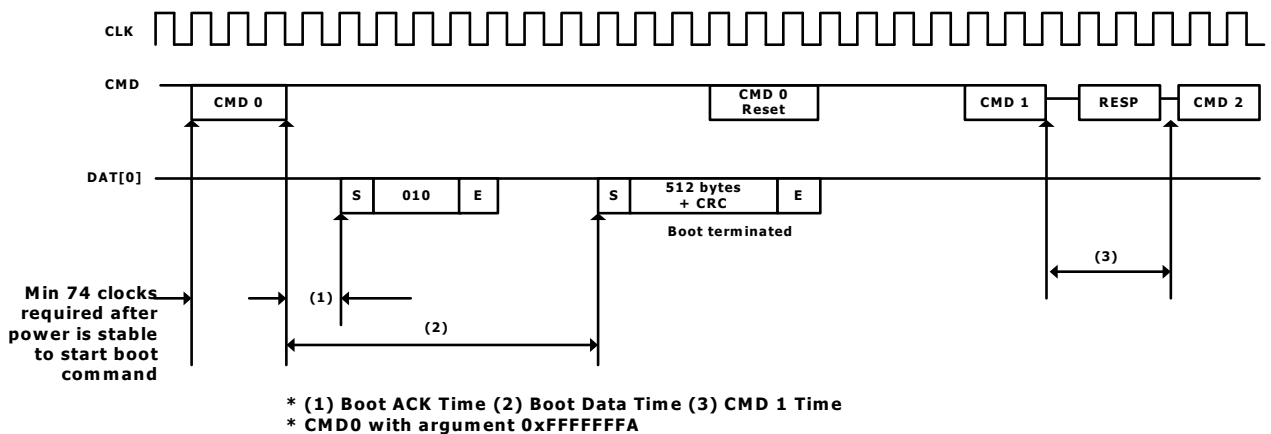 CLK
CMD
CMD 0
CMD 0
Reset
CMD 1
RESP
CMD 2
DAT[0]
S
010
E
S
512 bytes
+ CRC
E
Boot terminated
(3)
Min 74 clocks
required after
power is stable
to start boot
command
(1)
(2)
* (1) Boot ACK Time (2) Boot Data Time (3) CMD 1 Time
* CMD0 with argument 0xFFFFFFFA